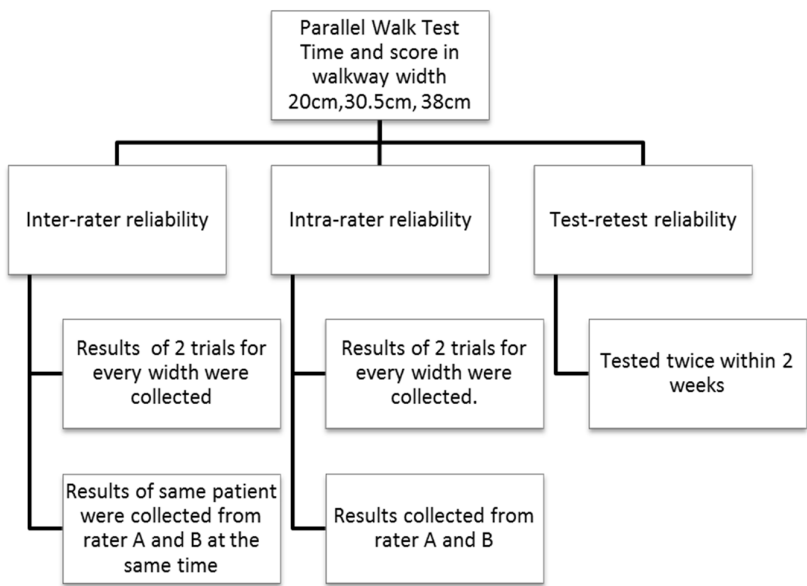 Parallel Walk Test
Time and score in
walkway width
20cm,30.5cm, 38cm
Inter-rater reliability
Results of 2 trials for
every width were
collected
Results of same patient
were collected from
rater A and B at the
same time
Intra-rater reliability
Results of 2 trials for
every width were
collected.
Results collected from
rater A and B
Test-retest reliability
Tested twice within 2
weeks